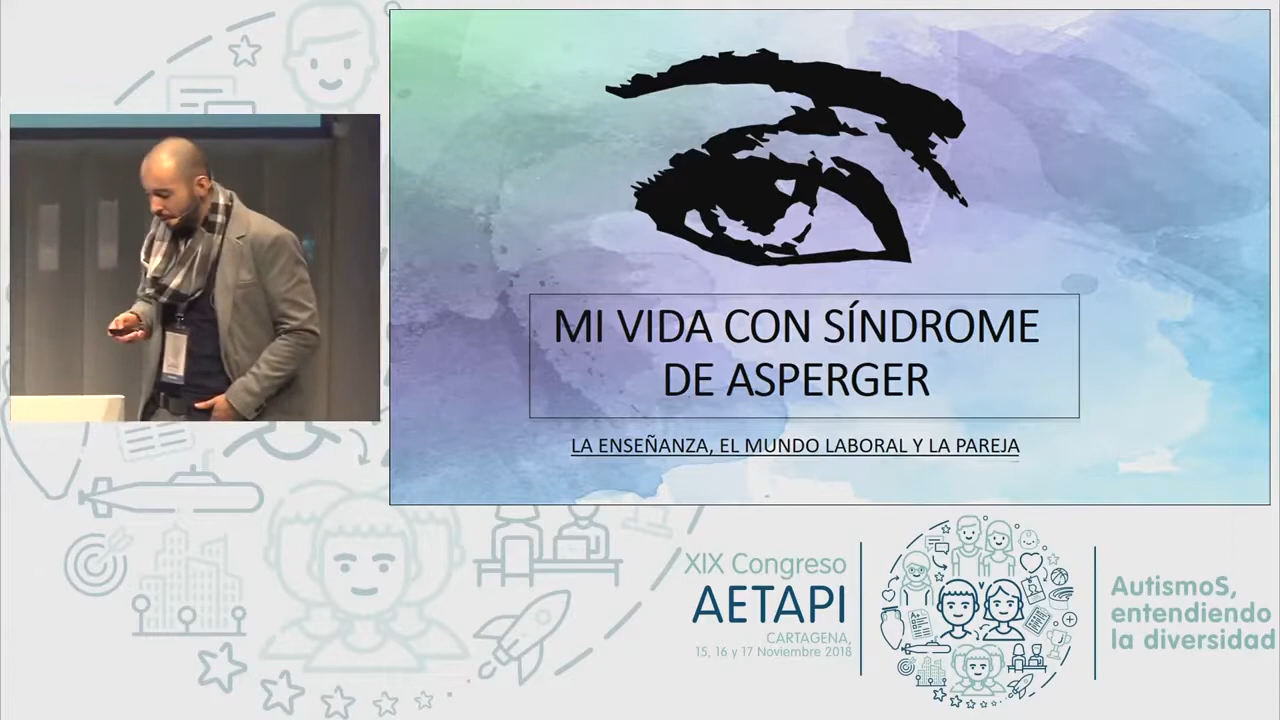 MI VIDA CON SÍNDROME
DE ASPERGER
LA ENSEÑANZA, EL MUNDO LABORAL Y LA PAREJA
XIX Congreso
AETAPI
CARTAGENA,
15, 16 y 17 Noviembre 2018
AutismoS,
entendiendo
la diversidad